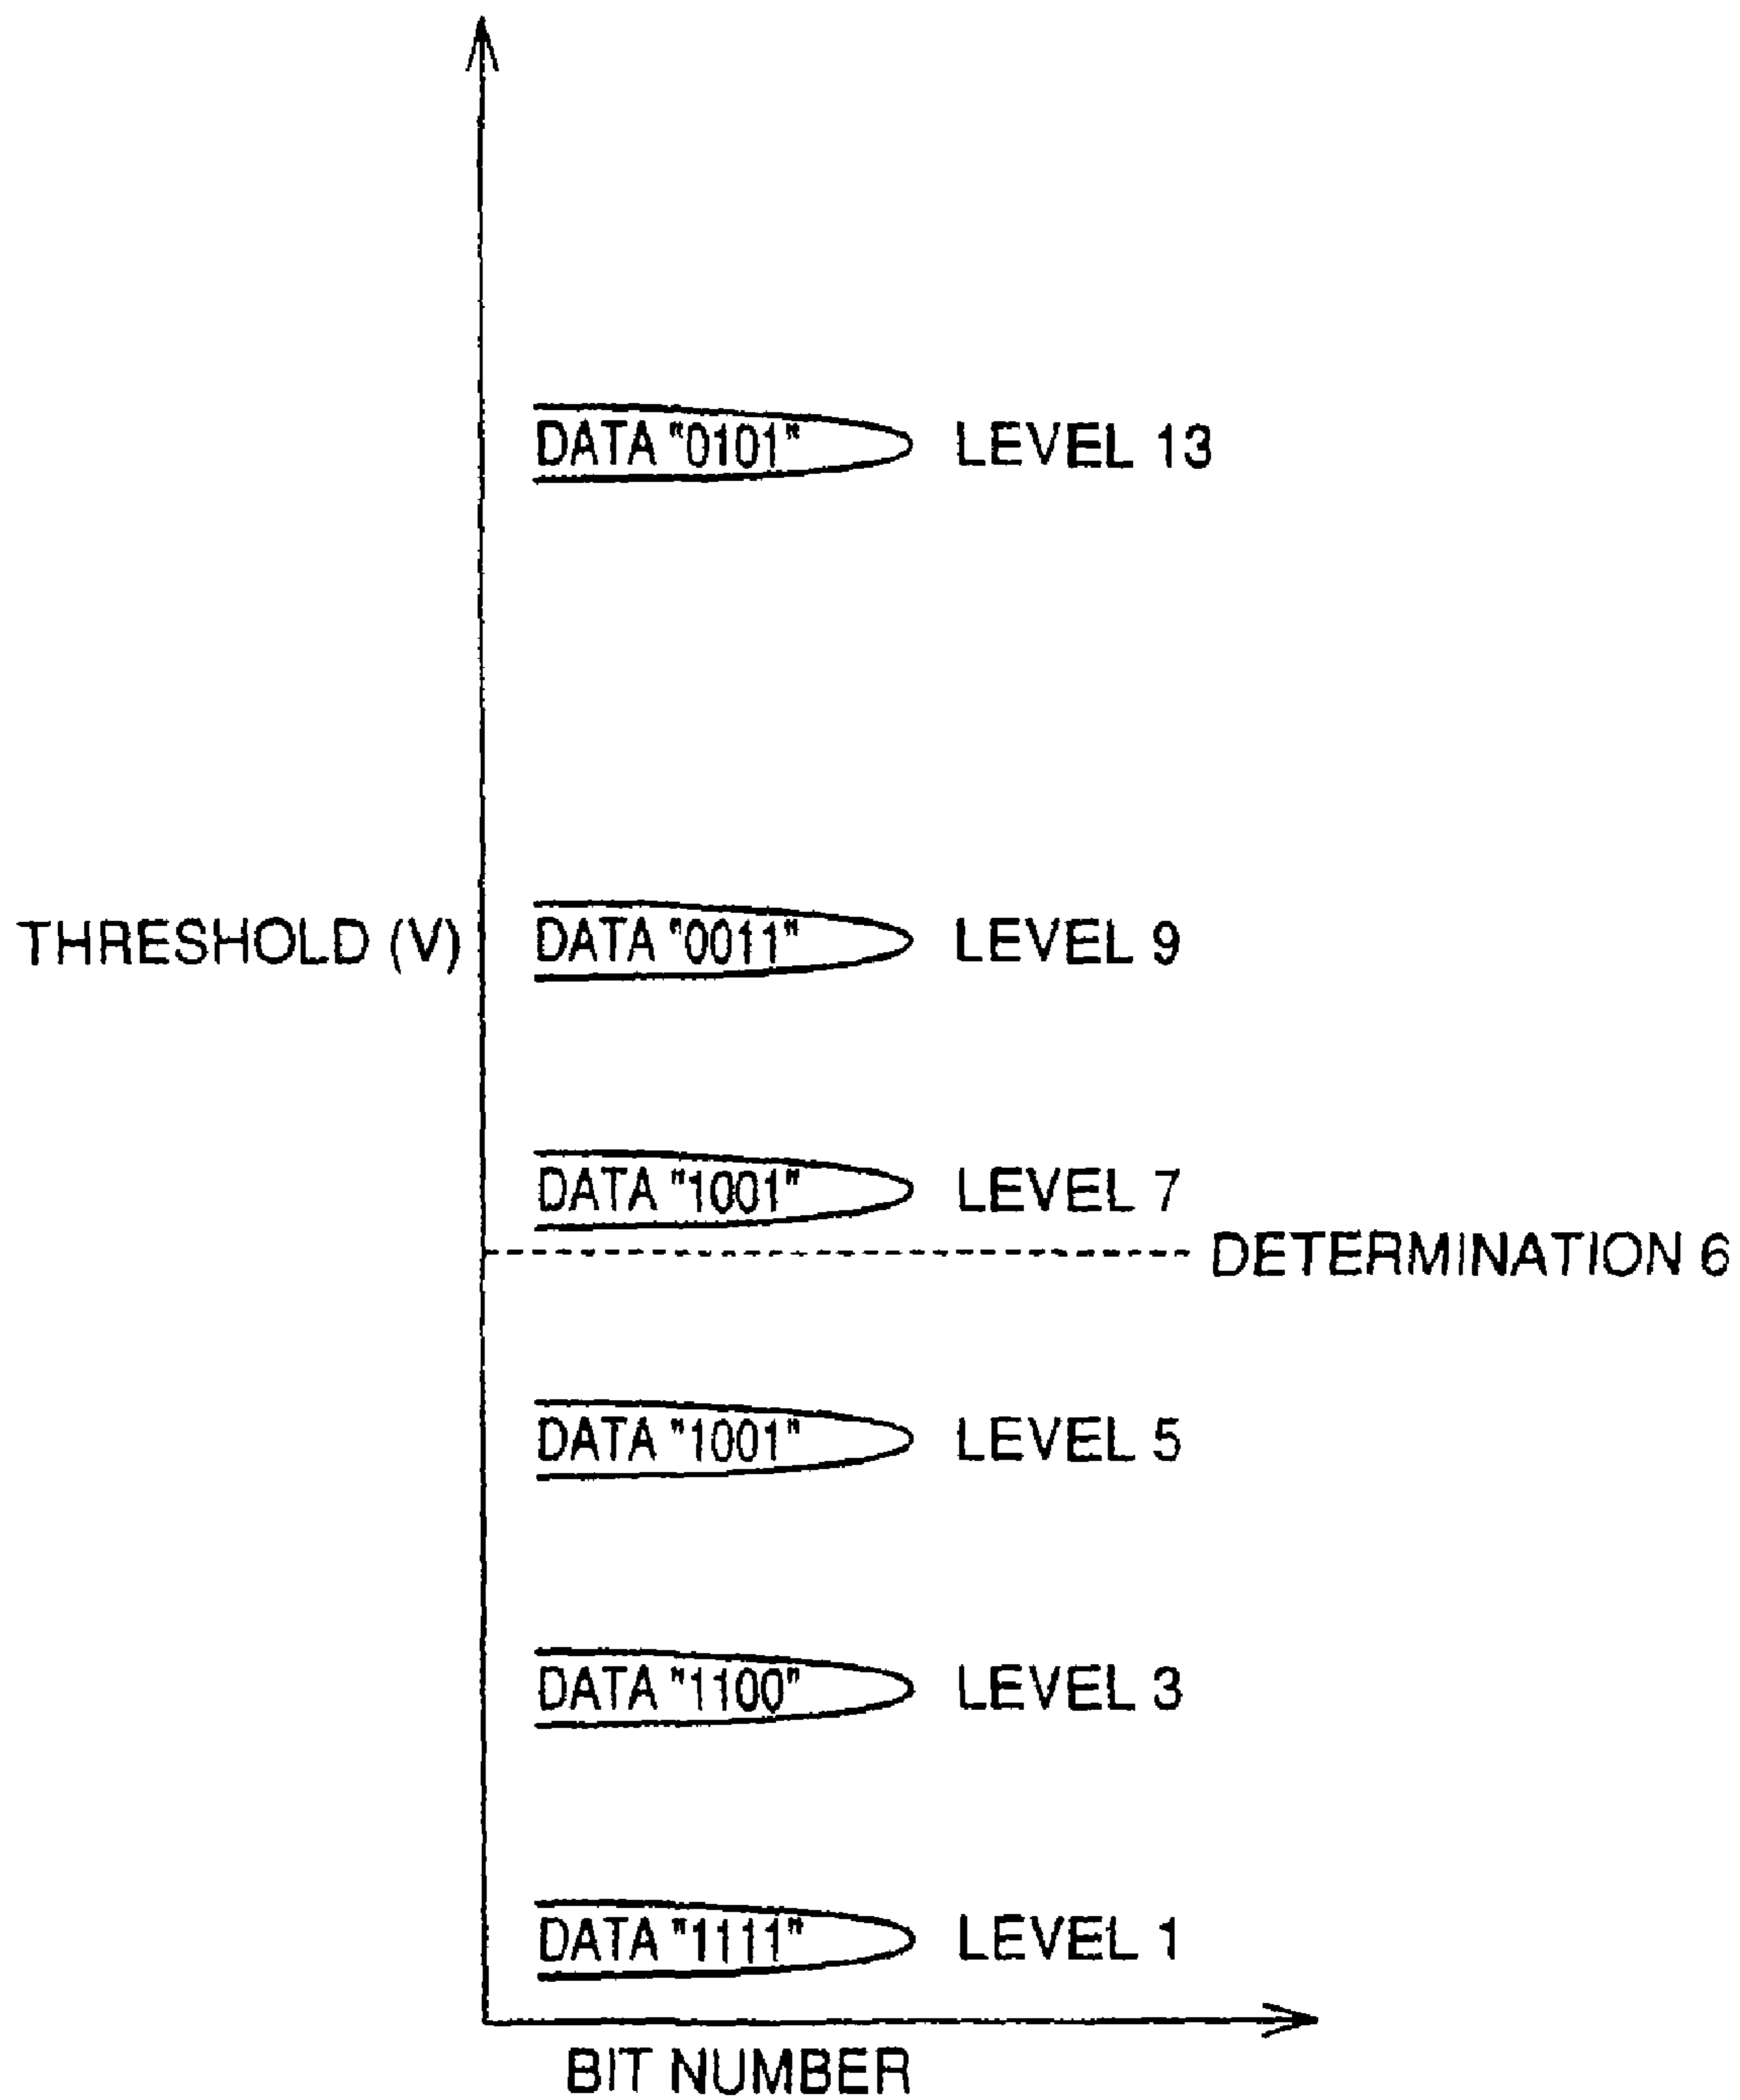 DATA "0101" LEVEL 13
THRESHOLD (V) DATA "0011" LEVEL 9
DATA "1001" LEVEL 7
DETERMINATION 6
DATA "1001" LEVEL 5
DATA "1100" LEVEL 3
DATA "1111" LEVEL 1
BIT NUMBER